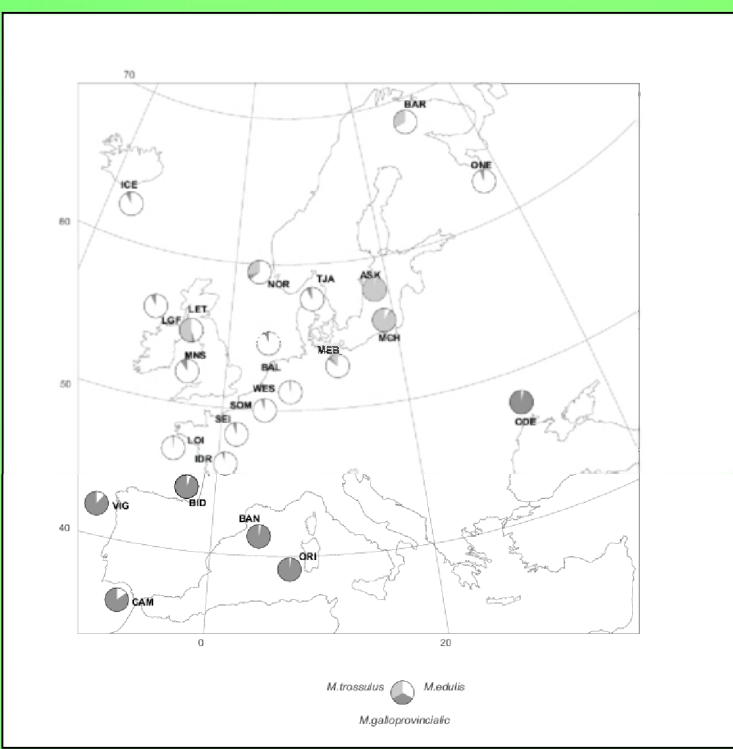 70
BAR
ONE
ICE
60
NOR
TJA
ASK
LET
LGF
MCH
MNS
MEB
BAL
50
WES
SOM
ODE
SEI
LOI
IDR
BID
VIG
BAN
40
ORI
CAM
0
20
M.trossulus M.edulis
M.galloprovincialic